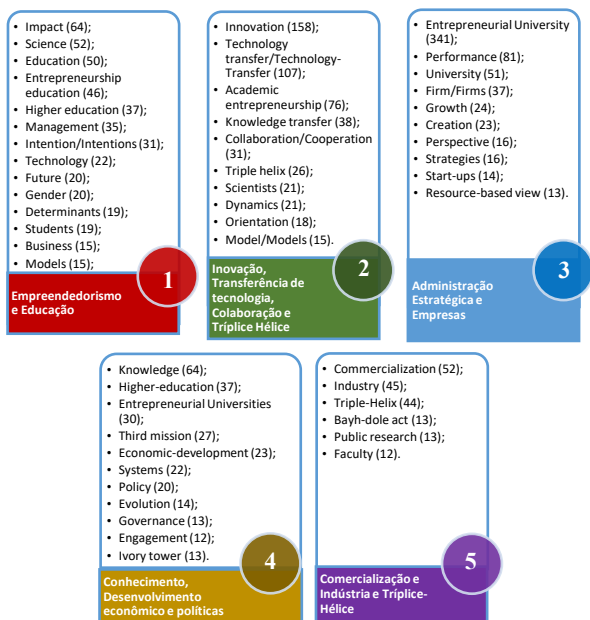 • Impact (64);
• Science (52);
• Education (50);
• Entrepreneurship
education (46);
• Higher education (37);
• Management (35);
• Intention/Intentions (31);
• Technology (22);
• Future (20);
• Gender (20);
• Determinants (19);
• Students (19);
• Business (15);
• Models (15);
1
Empreendedorismo
e Educação
• Innovation (158);
• Technology
transfer/Technology-
Transfer (107);
• Academic
entrepreneurship (76);
• Knowledge transfer (38);
• Collaboration/Cooperation
(31);
• Triple helix (26);
• Scientists (21);
• Dynamics (21);
• Orientation (18);
• Model/Models (15).
2
Inovação,
Transferência de
tecnologia,
Colaboração e
Tríplice Hélice
• Entrepreneurial University
(341);
• Performance (81);
• University (51);
• Firm/Firms (37);
• Growth (24);
• Creation (23);
• Perspective (16);
• Strategies (16);
• Start-ups (14);
• Resource-based view (13).
3
Administração
Estratégica e
Empresas
• Knowledge (64);
• Higher-education (37);
• Entrepreneurial Universities
(30);
• Third mission (27);
• Economic-development (23);
• Systems (22);
• Policy (20);
• Evolution (14);
• Governance (13);
• Engagement (12);
• Ivory tower (13).
4
Conhecimento,
Desenvolvimento
econômico e políticas
• Commercialization (52);
• Industry (45);
• Triple-Helix (44);
• Bayh-dole act (13);
• Public research (13);
• Faculty (12).
5
Comercialização e
Indústria e Tríplice-
Hélice